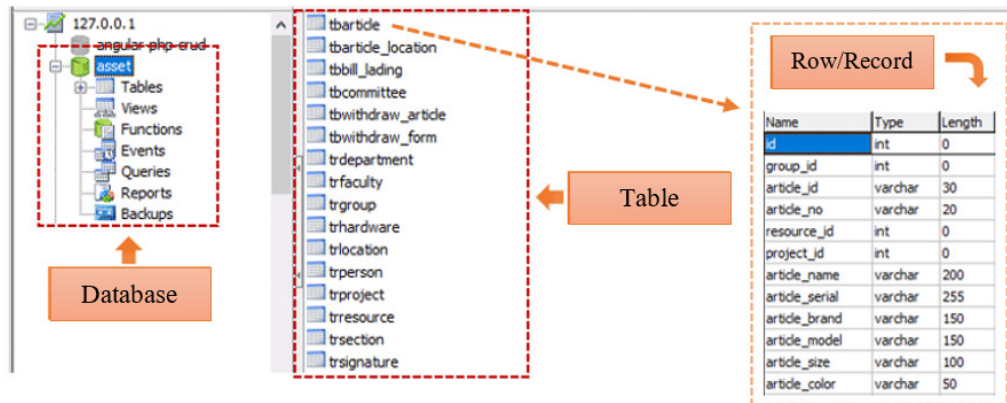 127.0.0.1
angular-php-crud
asset
Tables
Views
Functions
Events
Queries
Reports
Backups
Database
tbarticle
tbarticle_location
tbbill_lading
tbcommittee
tbwithdraw_article
tbwithdraw_form
trdepartment
trfaculty
trgroup
trhardware
trlocation
trperson
trproject
trresource
trsection
trsignature
Table
Row/Record
Name Type Length
id int 0
group_id int 0
article_id varchar 30
article_no varchar 20
resource_id int 0
project_id int 0
article_name varchar 200
article_serial varchar 255
article_brand varchar 150
article_model varchar 150
article_size varchar 100
article_color varchar 50